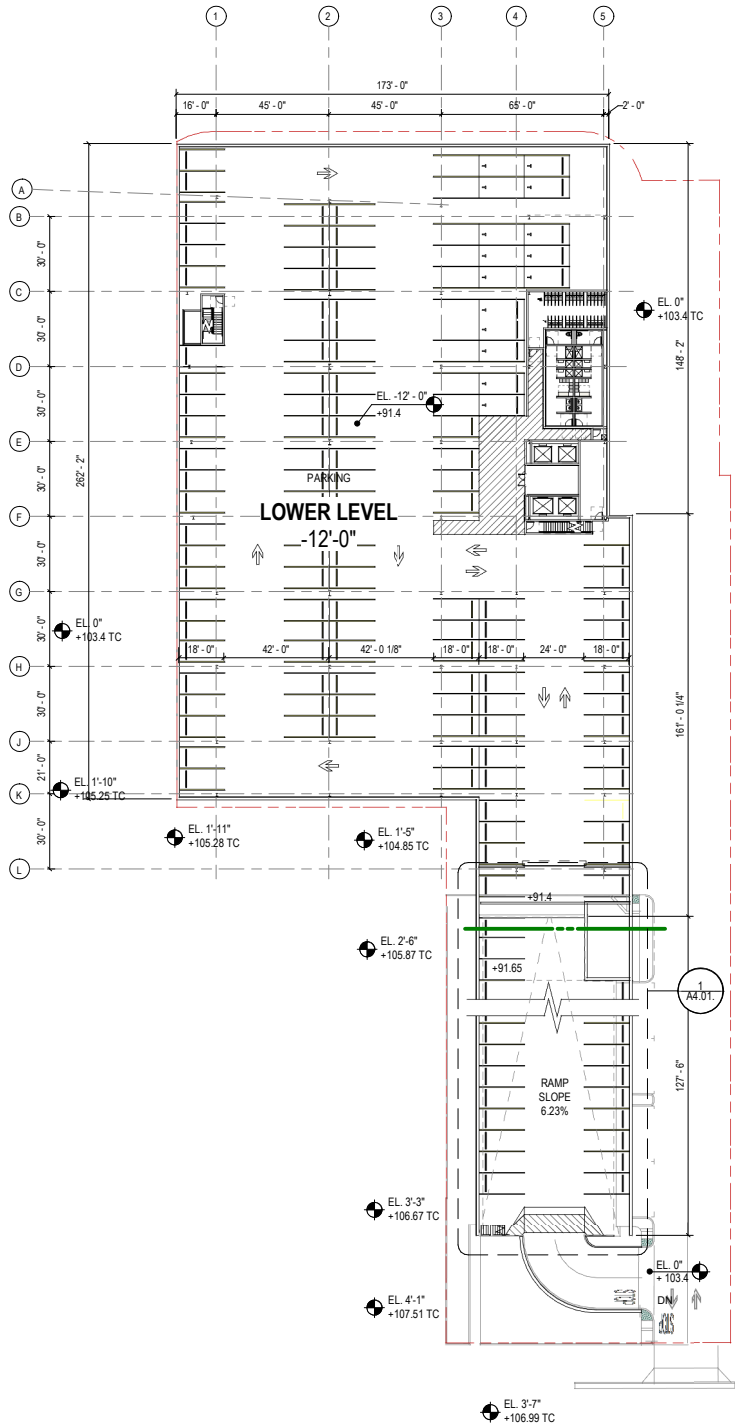 1
2
3
4
5
173' - 0"
16' - 0"
45' - 0"
45' - 0"
65' - 0"
2' - 0"
A
B
30' - 0"
C
30' - 0"
D
30' - 0"
E
30' - 0"
F
30' - 0"
G
30' - 0"
H
30' - 0"
J
21' - 0"
K
30' - 0"
L
262' - 2"
148' - 2"
161' - 0 1/4"
127' - 6"
EL. 0"
+103.4 TC
EL. -12' - 0"
+91.4
PARKING
LOWER LEVEL
-12'-0"
EL. 0"
+103.4 TC
18' - 0"
42' - 0"
42' - 0 1/8"
18' - 0"
18' - 0"
24' - 0"
18' - 0"
EL. 1'-10"
+105.25 TC
EL. 1'-11"
+105.28 TC
EL. 1'-5"
+104.85 TC
+91.4
EL. 2'-6"
+105.87 TC
+91.65
1
A4.01.
RAMP
SLOPE
6.23%
EL. 3'-3"
+106.67 TC
EL. 0"
+ 103.4
EL. 4'-1"
+107.51 TC
STOP
DN
STOP
EL. 3'-7"
+106.99 TC